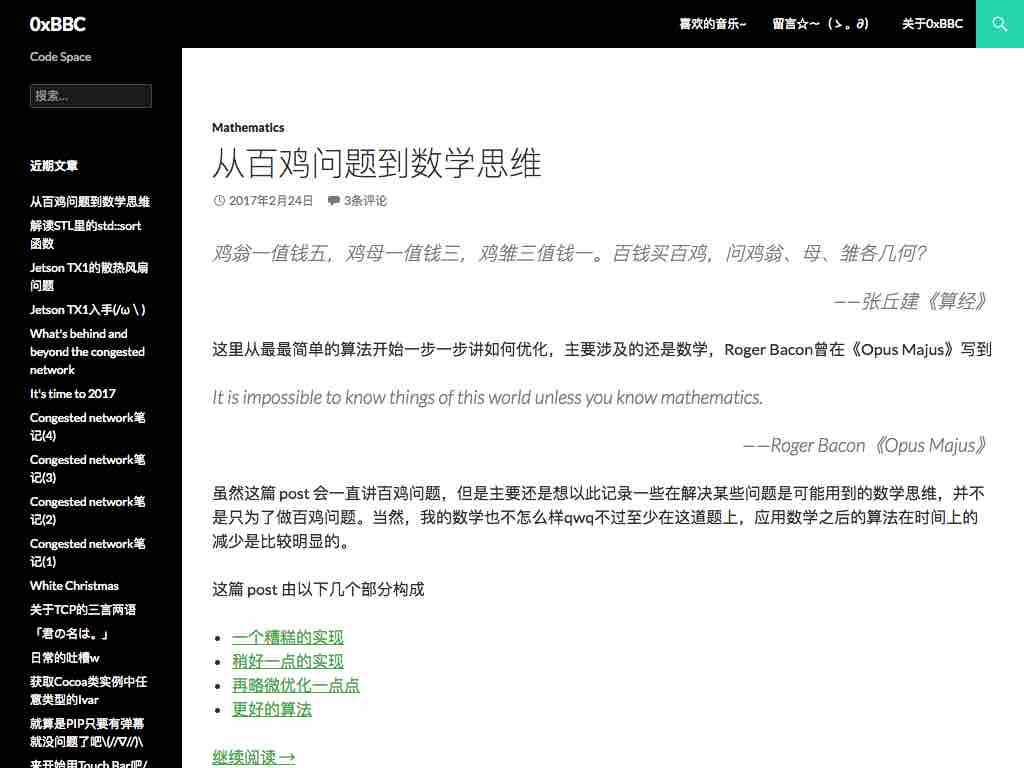 0xBBC
喜欢的音乐~
留言☆～（ゝ。∂）
关于0xBBC
Code Space
搜索…
近期文章
从百鸡问题到数学思维
解读STL里的std::sort
函数
Jetson TX1的散热风扇
问题
Jetson TX1入手(/ω＼)
What's behind and
beyond the congested
network
It's time to 2017
Congested network笔
记(4)
Congested network笔
记(3)
Congested network笔
记(2)
Congested network笔
记(1)
White Christmas
关于TCP的三言两语
「君の名は。」
日常的吐槽w
获取Cocoa类实例中任
意类型的Ivar
就算是PIP只要有弹幕
就没问题了吧\(//∇//)\
来开始用Touch Bar吧/
Mathematics
从百鸡问题到数学思维
2017年2月24日
3条评论
鸡翁一值钱五，鸡母一值钱三，鸡雏三值钱一。百钱买百鸡，问鸡翁、母、雏各几何？
——张丘建《算经》
这里从最最简单的算法开始一步一步讲如何优化，主要涉及的还是数学，Roger Bacon曾在《Opus Majus》写到
It is impossible to know things of this world unless you know mathematics.
——Roger Bacon《Opus Majus》
虽然这篇 post 会一直讲百鸡问题，但是主要还是想以此记录一些在解决某些问题是可能用到的数学思维，并不
是只为了做百鸡问题。当然，我的数学也不怎么样qwq不过至少在这道题上，应用数学之后的算法在时间上的
减少是比较明显的。
这篇 post 由以下几个部分构成
一个糟糕的实现
稍好一点的实现
再略微优化一点点
更好的算法
继续阅读 →